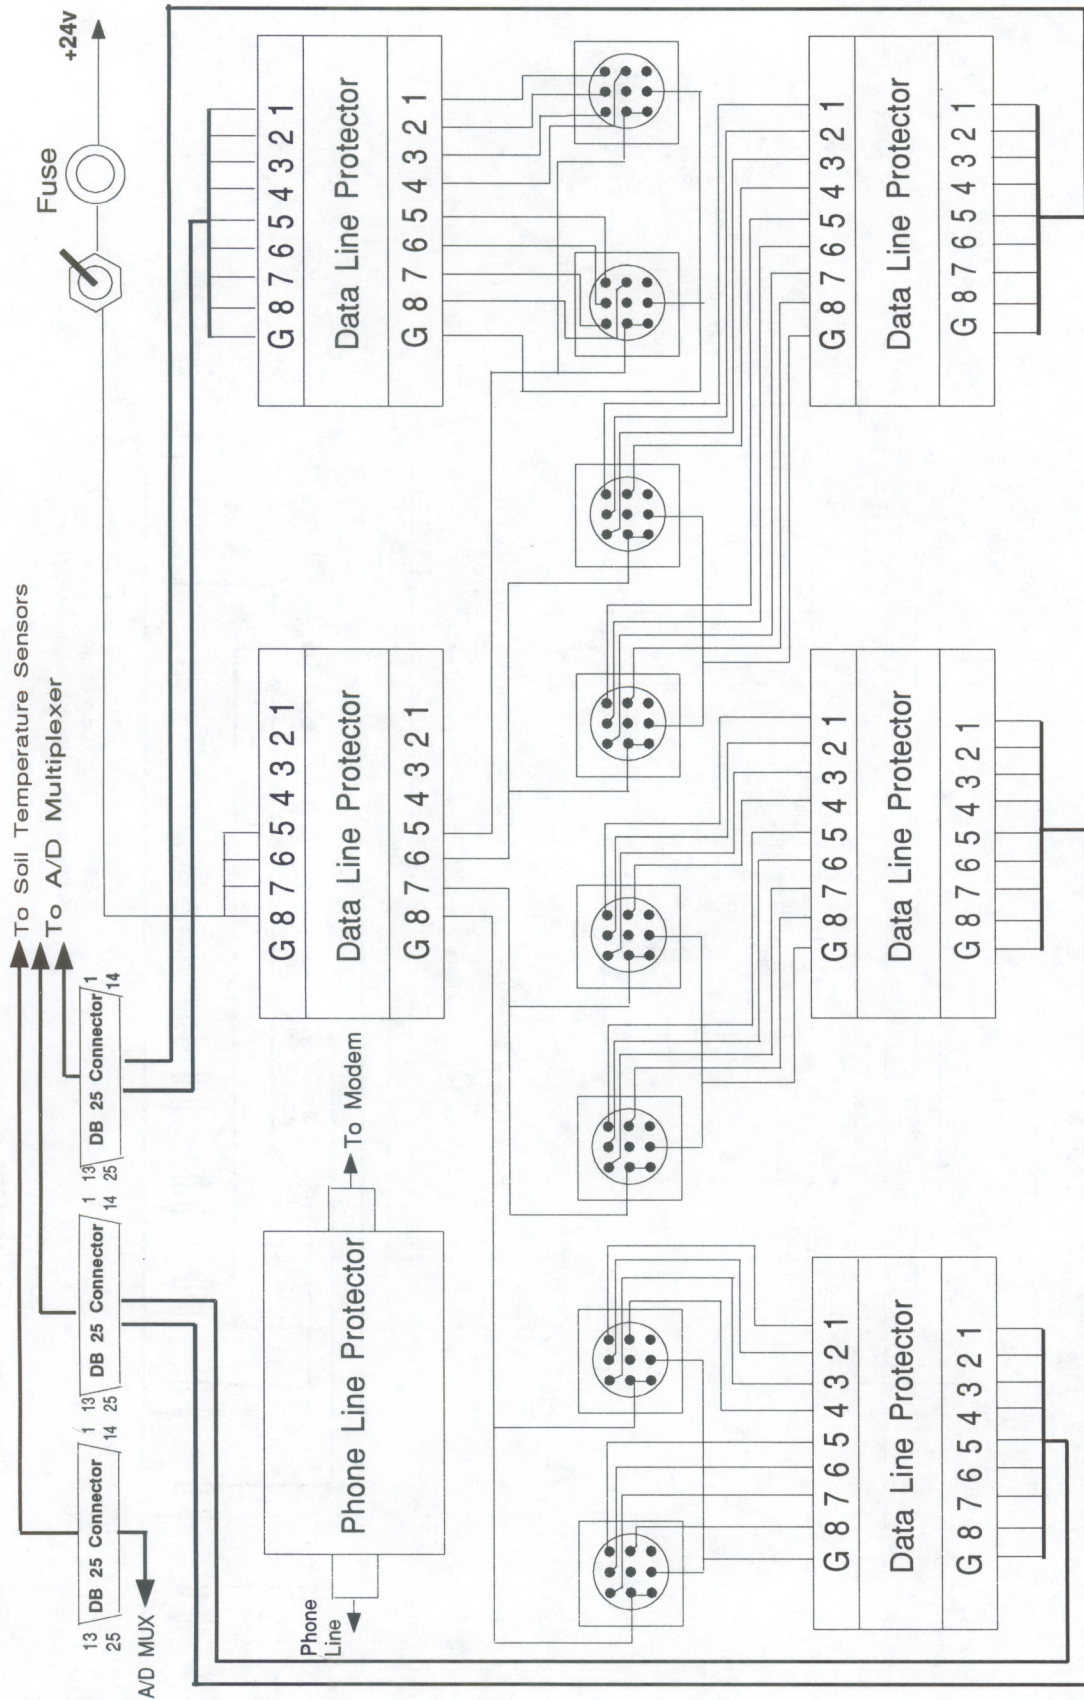 To Soil Temperature Sensors
To A/D Multiplexer
+24v
Fuse
13 DB 25 Connector 1
25 14
13 DB 25 Connector 1
25 14
13 DB 25 Connector 1
25 14
A/D MUX
Phone
Line
Phone Line Protector
To Modem
G 8 7 6 5 4 3 2 1
Data Line Protector
G 8 7 6 5 4 3 2 1
G 8 7 6 5 4 3 2 1
Data Line Protector
G 8 7 6 5 4 3 2 1
G 8 7 6 5 4 3 2 1
Data Line Protector
G 8 7 6 5 4 3 2 1
G 8 7 6 5 4 3 2 1
Data Line Protector
G 8 7 6 5 4 3 2 1
G 8 7 6 5 4 3 2 1
Data Line Protector
G 8 7 6 5 4 3 2 1